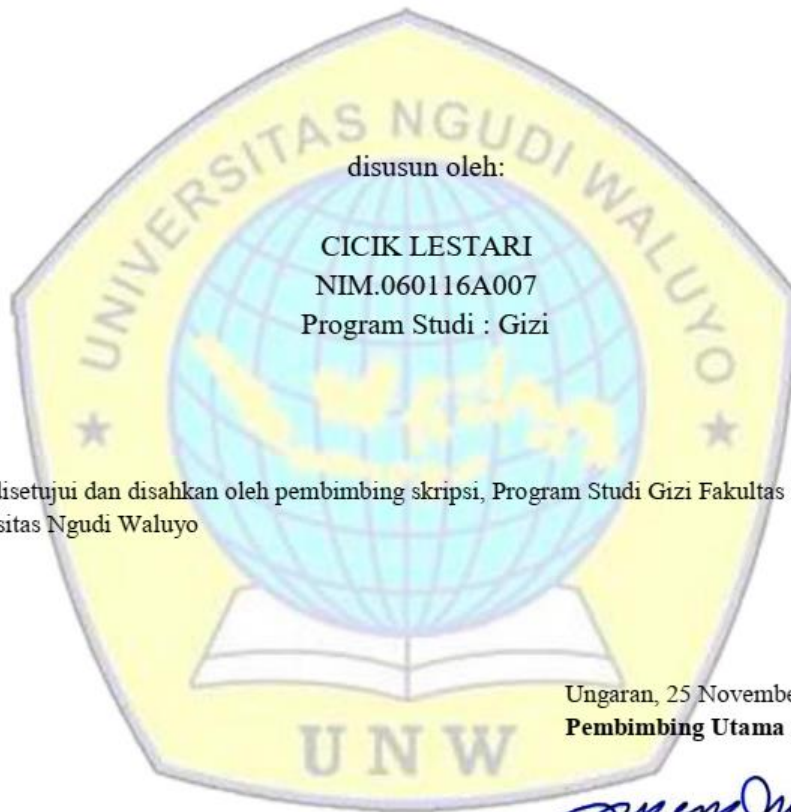 UNIVERSITAS NGUDI WALUYO
disusun oleh:
CICIK LESTARI
NIM.060116A007
Program Studi : Gizi
disetujui dan disahkan oleh pembimbing skripsi, Program Studi Gizi Fakultas
sitas Ngudi Waluyo
Ungaran, 25 Novembe
Pembimbing Utama
UNW